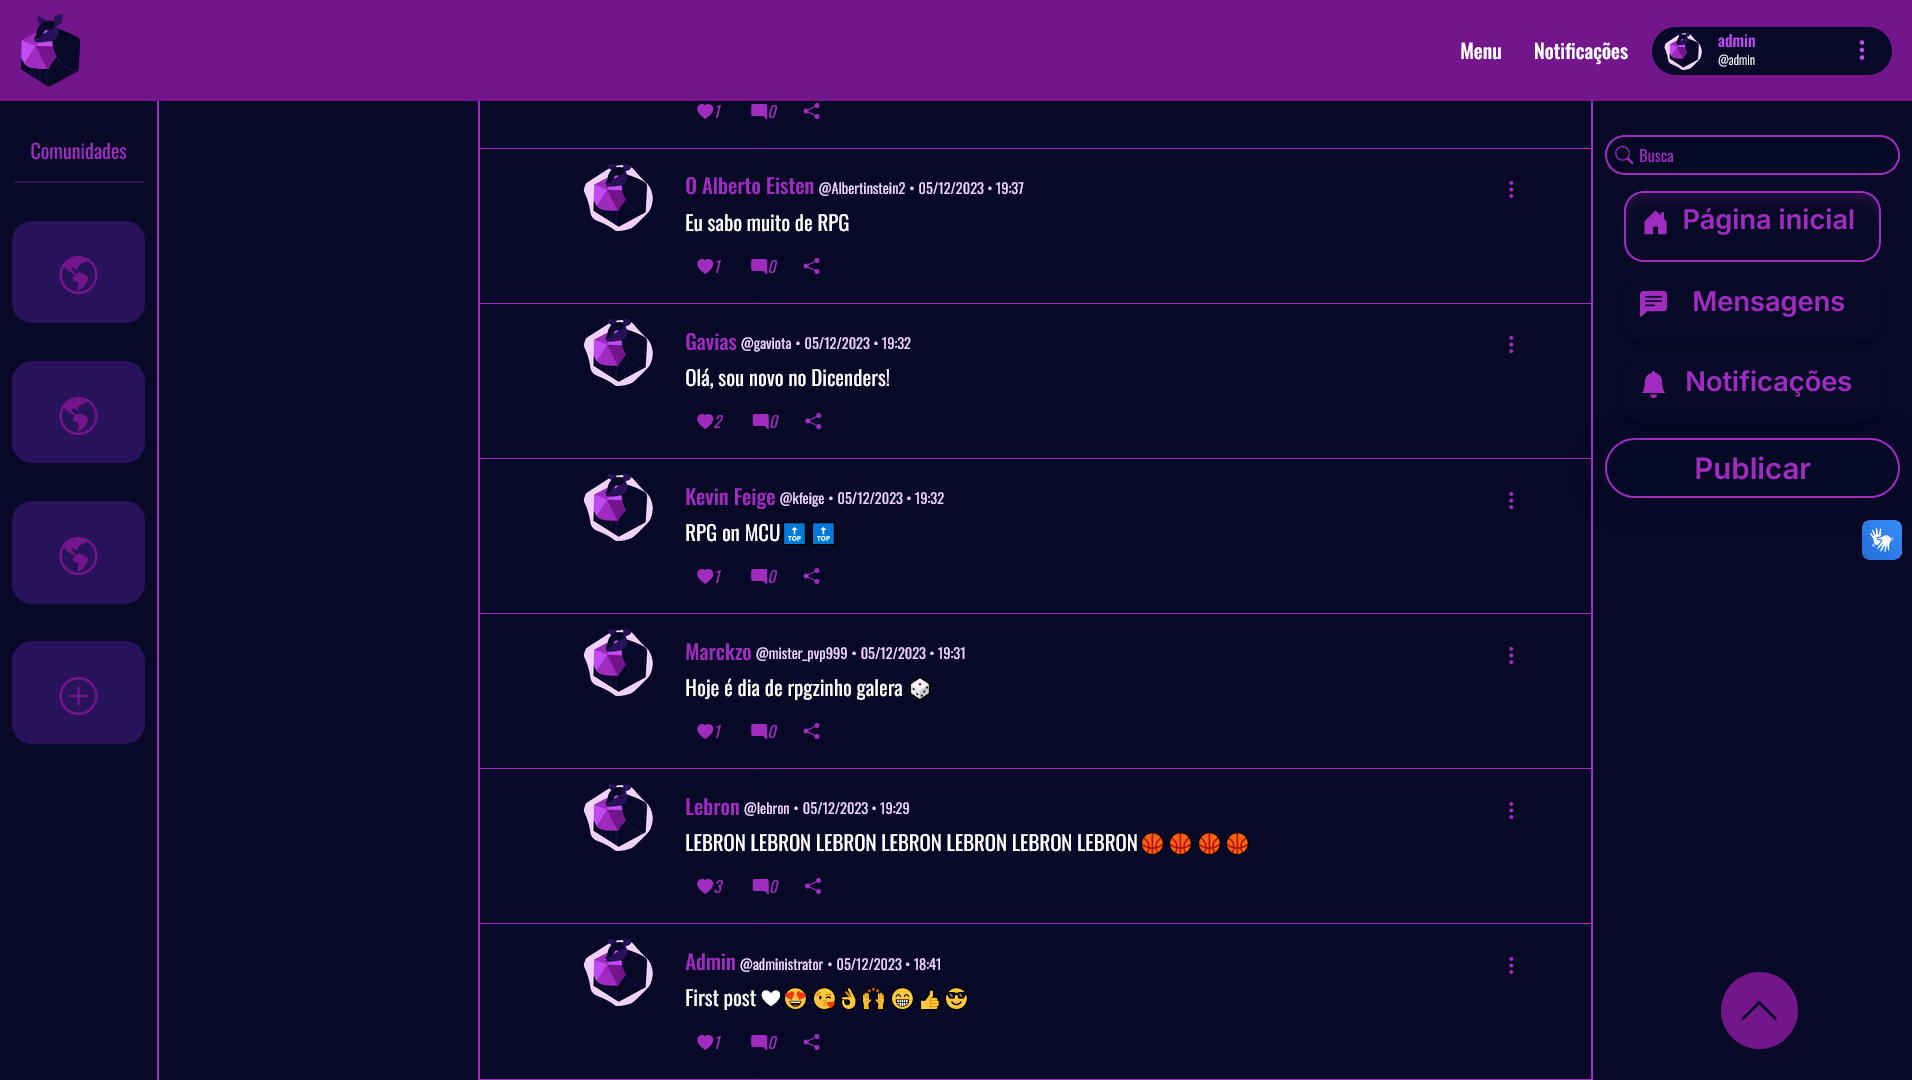 Menu
Notificações
admin
@admin
Comunidades
1 0
O Alberto Eisten @Albertinstein2 • 05/12/2023 • 19:37
Eu sabo muito de RPG
1 0
Gavias @gaviota • 05/12/2023 • 19:32
Olá, sou novo no Dicenders!
2 0
Kevin Feige @kfeige • 05/12/2023 • 19:32
RPG on MCU🔝 🔝
1 0
Marckzo @mister_pvp999 • 05/12/2023 • 19:31
Hoje é dia de rpgzinho galera 🎲
1 0
Lebron @lebron • 05/12/2023 • 19:29
LEBRON LEBRON LEBRON LEBRON LEBRON LEBRON LEBRON🏀 🏀 🏀 🏀
3 0
Admin @administrator • 05/12/2023 • 18:41
First post 🤍😍 😘👌🙌😁👍😎
1 0
Busca
Página inicial
Mensagens
Notificações
Publicar